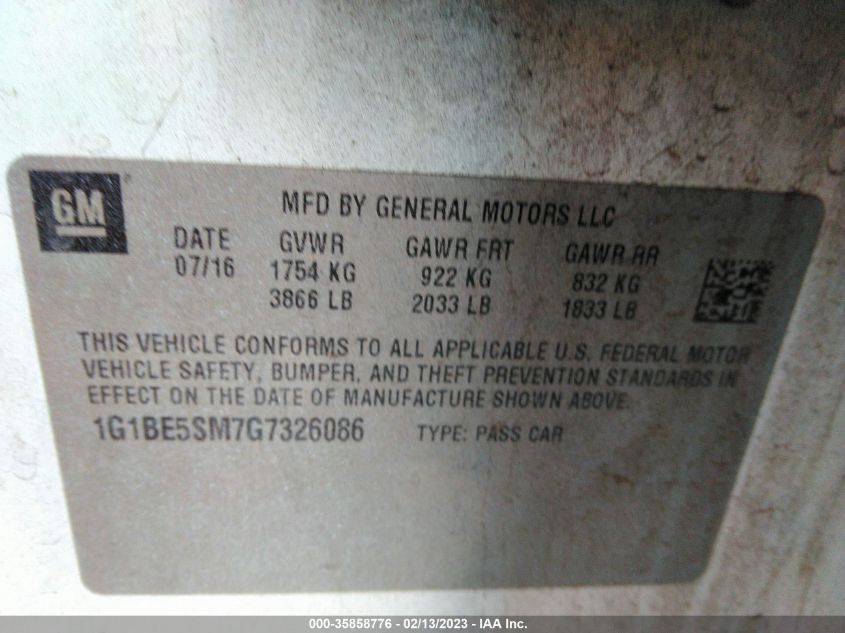 GM
MFD BY GENERAL MOTORS LLC
DATE GVWR GAWR FRT GAWR RR
07/16 1754 KG 922 KG 832 KG
3866 LB 2033 LB 1833 LB
THIS VEHICLE CONFORMS TO ALL APPLICABLE U.S. FEDERAL MOTOR
VEHICLE SAFETY, BUMPER, AND THEFT PREVENTION STANDARDS IN
EFFECT ON THE DATE OF MANUFACTURE SHOWN ABOVE.
1G1BE5SM7G7326086 TYPE: PASS CAR
000-35858776 - 02/13/2023 - IAA Inc.